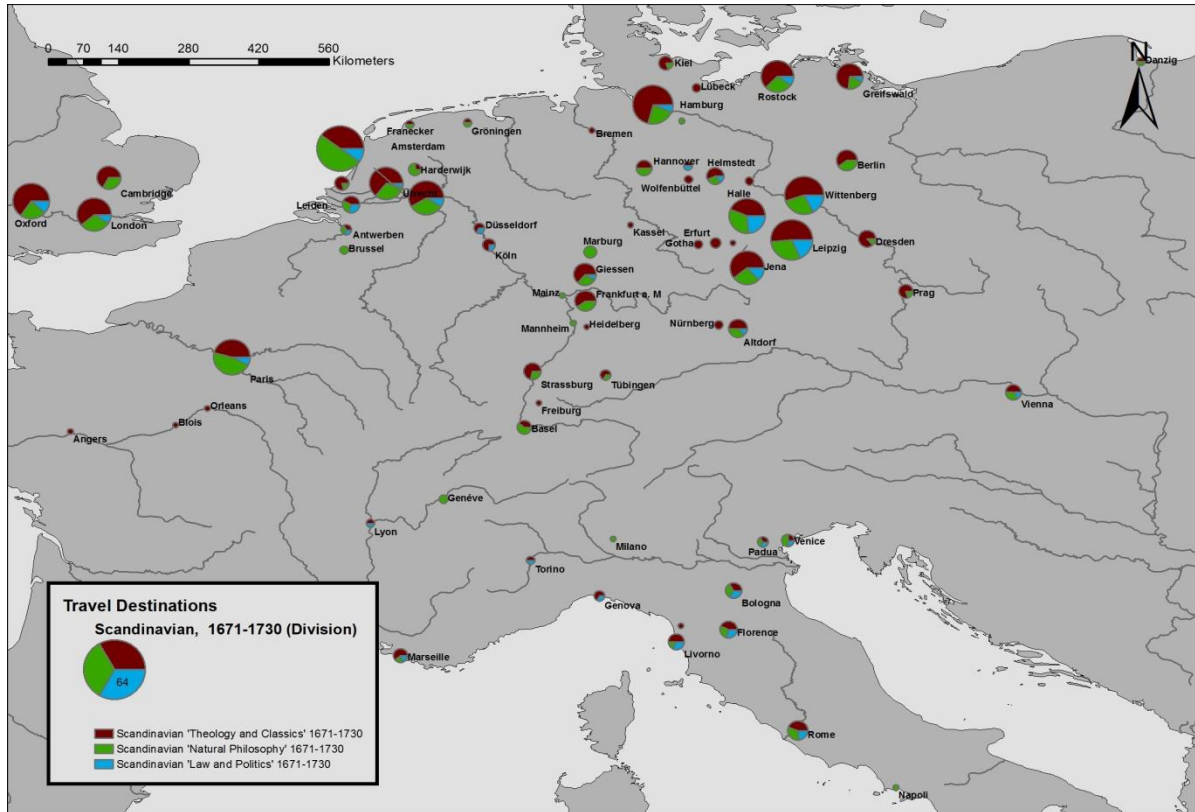 0 70 140 280 420 560
Kilometers
N
Danzig
Kiel
Lübeck
Rostock
Greifswald
Hamburg
Bremen
Franecker
Gröningen
Amsterdam
Harderwijk
Hannover
Helmstedt
Berlin
Wolfenbüttel
Cambridge
Oxford
London
Leiden
Utrecht
Halle
Wittenberg
Antwerben
Düsseldorf
Brussel
Köln
Kassel
Erfurt
Gotha
Leipzig
Dresden
Marburg
Giessen
Jena
Mainz
Frankfurt a. M
Prag
Mannheim
Heidelberg
Nürnberg
Altdorf
Paris
Strassburg
Tübingen
Vienna
Orleans
Freiburg
Blois
Basel
Angers
Genéve
Lyon
Milano
Padua
Venice
Torino
Genova
Bologna
Florence
Livorno
Marseille
Rome
Napoli
Travel Destinations
Scandinavian, 1671-1730 (Division)
64
Scandinavian 'Theology and Classics' 1671-1730
Scandinavian 'Natural Philosophy' 1671-1730
Scandinavian 'Law and Politics' 1671-1730